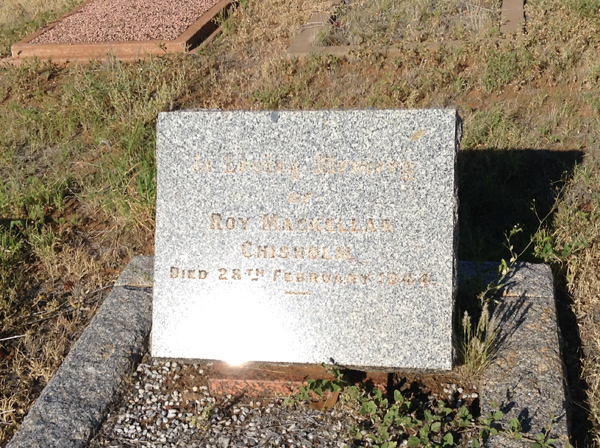 In Loving Memory
OF
ROY MACKELLAR
CHISHOLM
DIED 28TH FEBRUARY 1944.